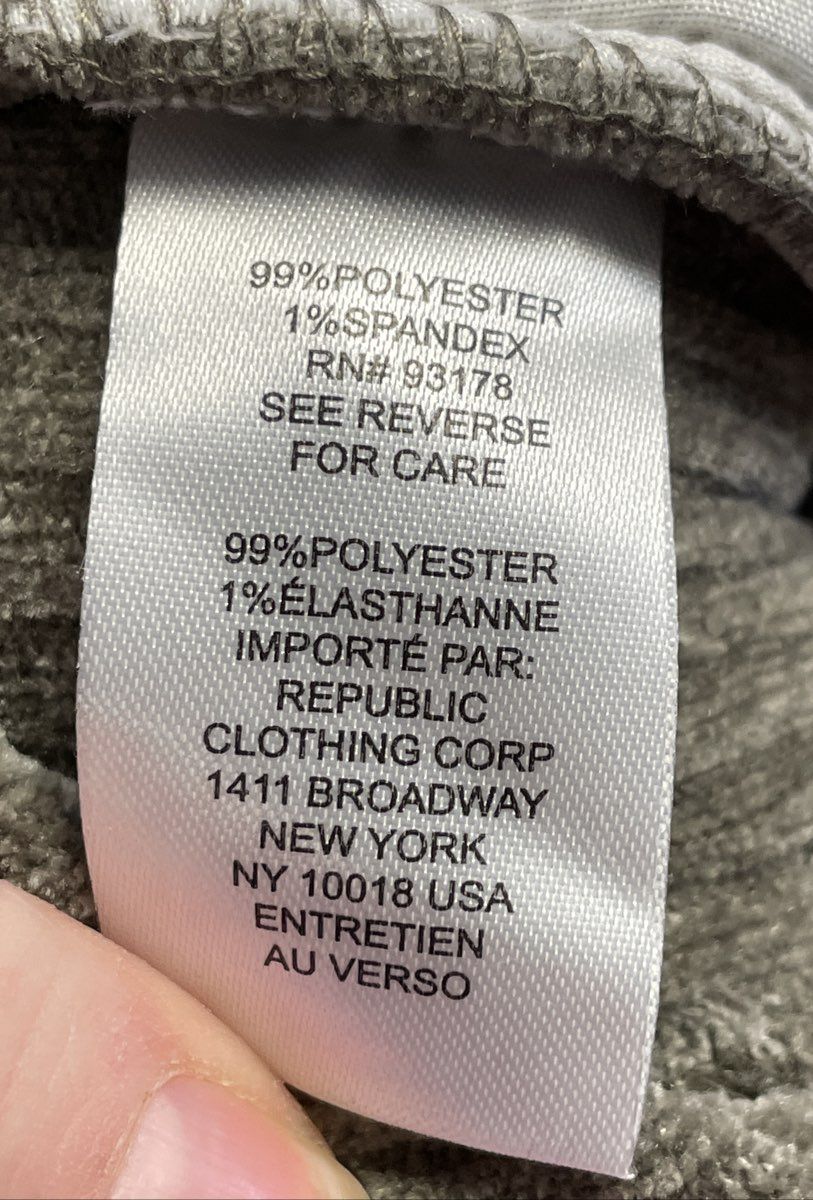 99%POLYESTER
1%SPANDEX
RN# 93178
SEE REVERSE
FOR CARE
99%POLYESTER
1%ÉLASTHANNE
IMPORTÉ PAR:
REPUBLIC
CLOTHING CORP
1411 BROADWAY
NEW YORK
NY 10018 USA
ENTRETIEN
AU VERSO